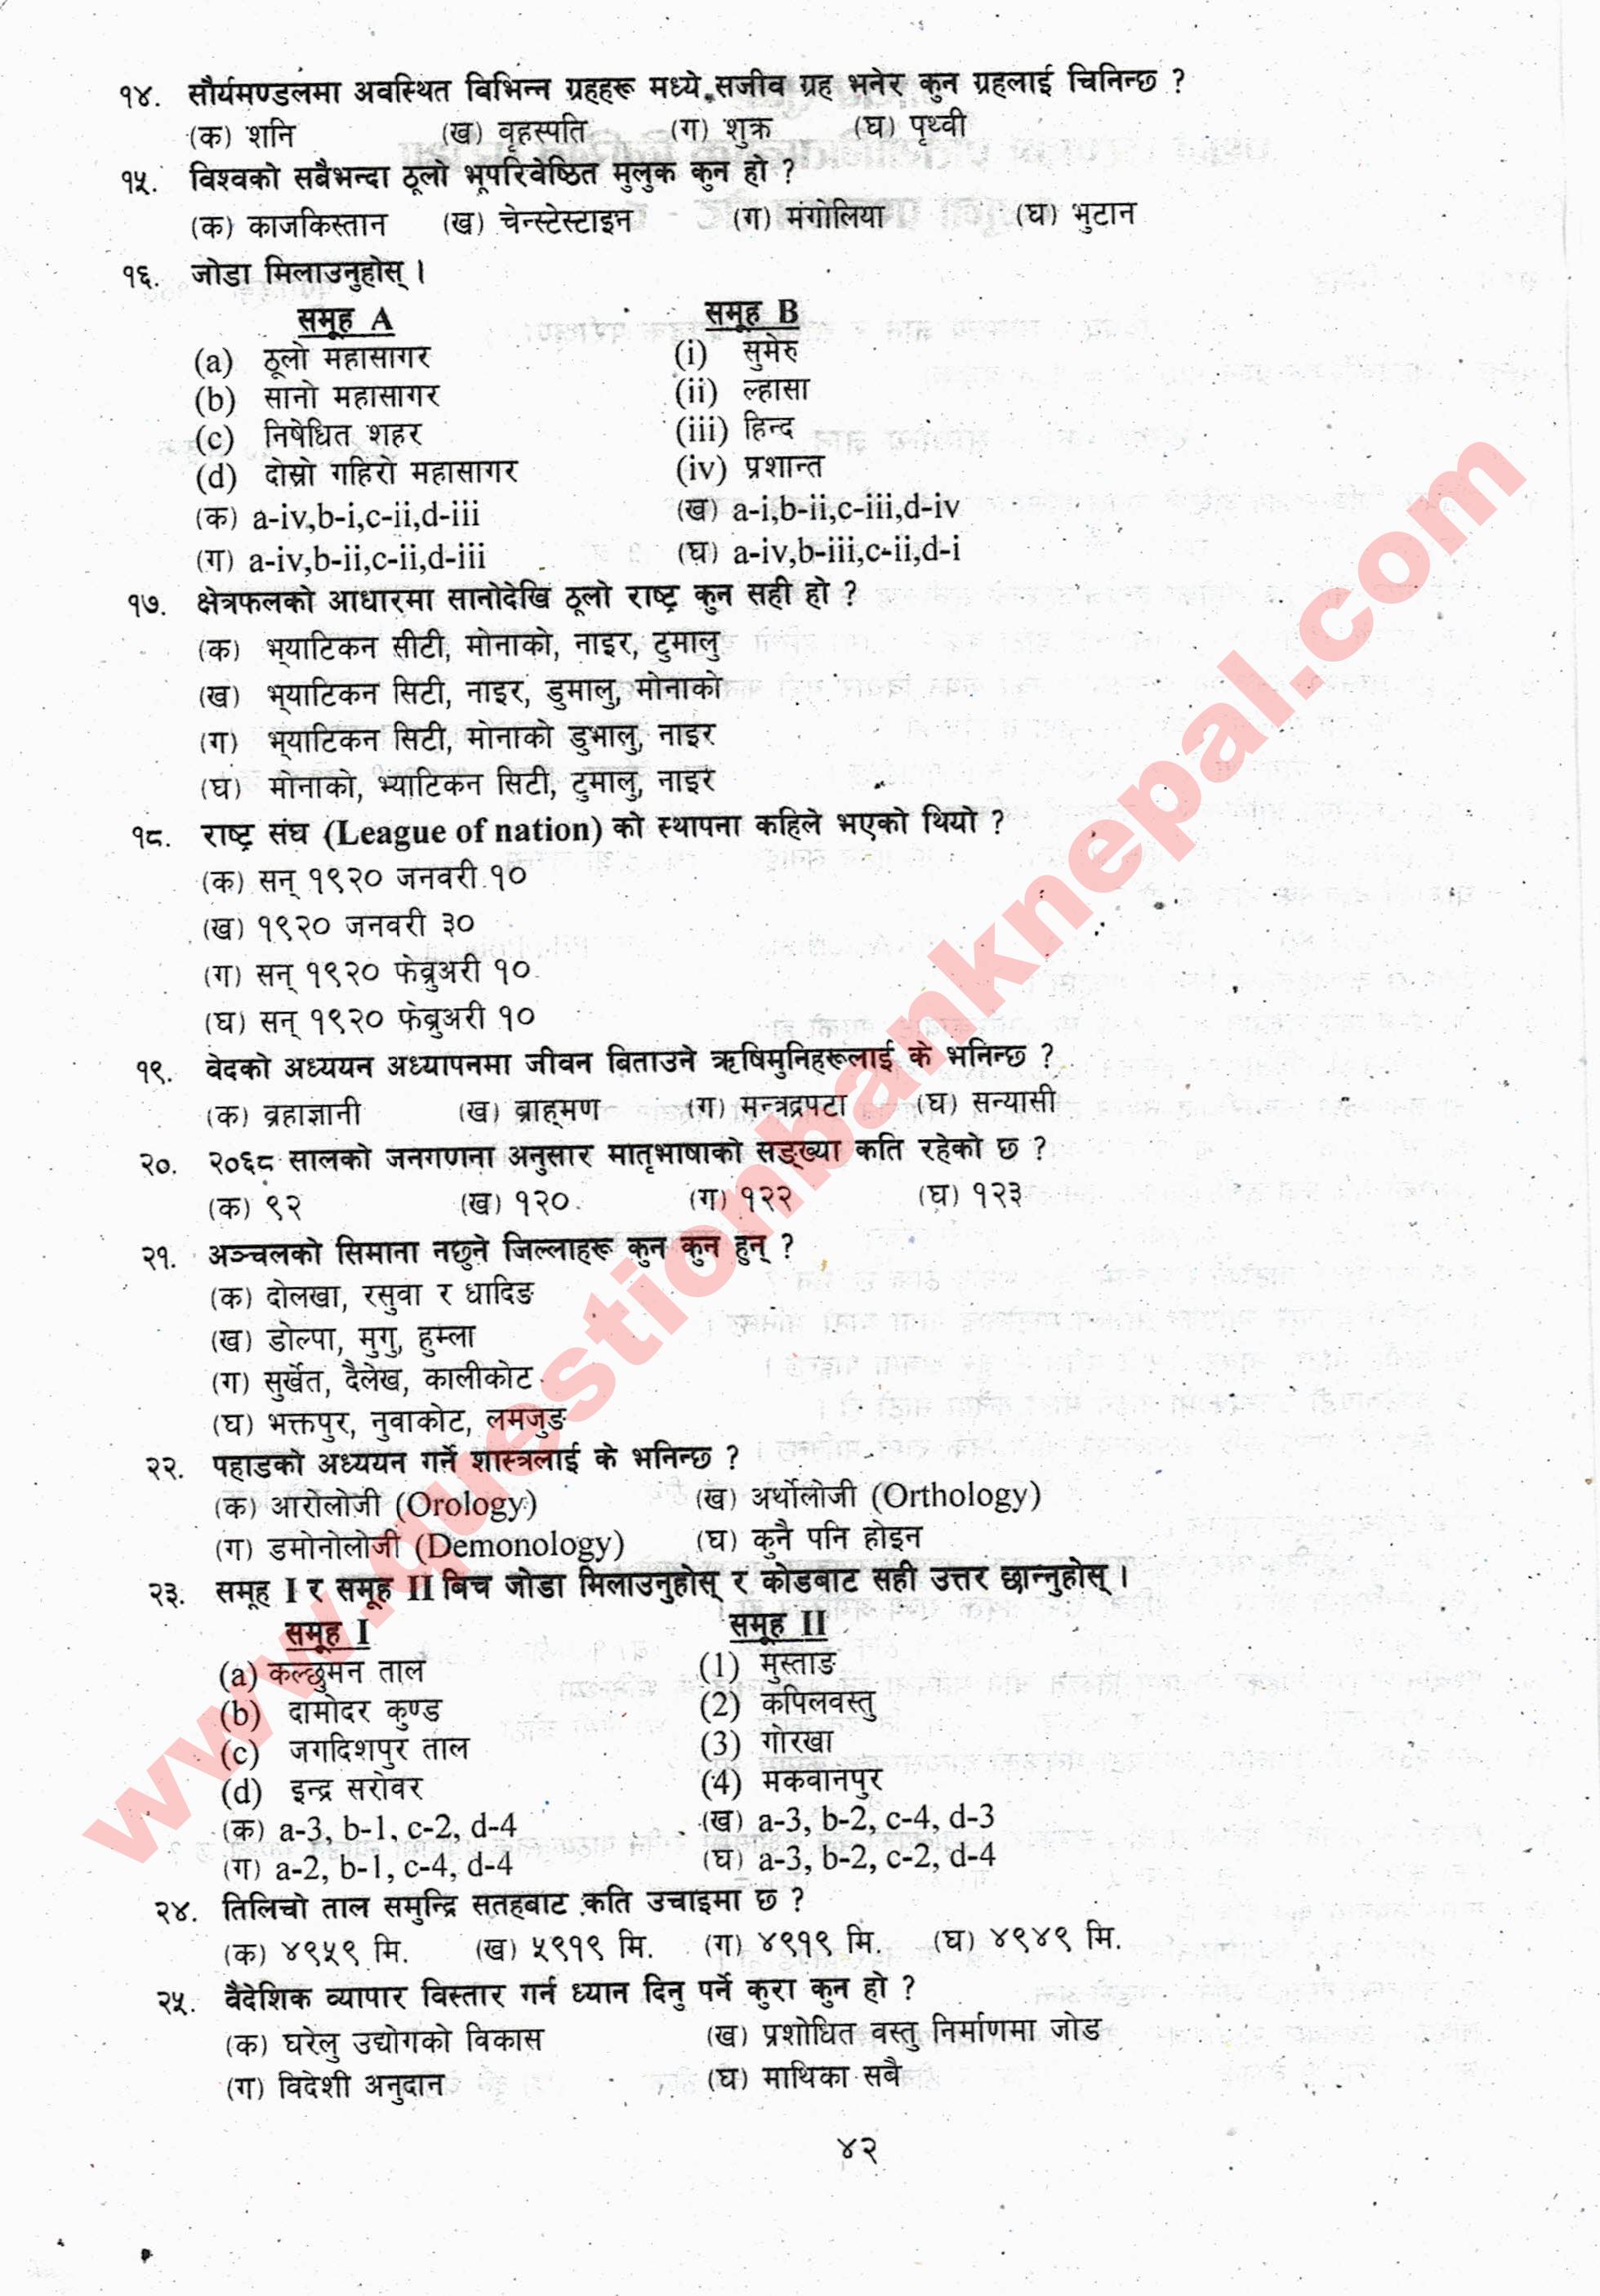 १४. सौर्यमण्डलमा अवस्थित विभिन्न ग्रहहरू मध्ये सजीव ग्रह भनेर कुन ग्रहलाई चिनिन्छ ?
(क) शनि (ख) वृहस्पति (ग) शुक्र (घ) पृथ्वी
१५. विश्वको सबैभन्दा ठूलो भूपरिवेष्ठित मुलुक कुन हो ?
(क) काजकिस्तान (ख) चेन्स्टेस्टाइन (ग) मंगोलिया (घ) भुटान
१६. जोडा मिलाउनुहोस् ।
समूह A समूह B
(a) ठूलो महासागर (i) सुमेरु
(b) सानो महासागर (ii) ल्हासा
(c) निषेधित शहर (iii) हिन्द
(d) दोस्रो गहिरो महासागर (iv) प्रशान्त
(क) a-iv,b-i,c-ii,d-iii (ख) a-i,b-ii,c-iii,d-iv
(ग) a-iv,b-ii,c-ii,d-iii (घ) a-iv,b-iii,c-ii,d-i
१७. क्षेत्रफलको आधारमा सानोदेखि ठूलो राष्ट्र कुन सही हो ?
(क) भ्याटिकन सीटी, मोनाको, नाइर, टुमालु
(ख) भ्याटिकन सिटी, नाइर, डुमालु, मोनाको
(ग) भ्याटिकन सिटी, मोनाको डुभालु, नाइर
(घ) मोनाको, भ्याटिकन सिटी, टुमालु, नाइर
१८. राष्ट्र संघ (League of nation) को स्थापना कहिले भएको थियो ?
(क) सन् १९२० जनवरी १०
(ख) १९२० जनवरी ३०
(ग) सन् १९२० फेब्रुअरी १०
(घ) सन् १९२० फेब्रुअरी १०
१९. वेदको अध्ययन अध्यापनमा जीवन बिताउने ऋषिमुनिहरूलाई के भनिन्छ ?
(क) व्रहाज्ञानी (ख) ब्राह्मण (ग) मन्त्रद्रपटा (घ) सन्यासी
२०. २०६८ सालको जनगणना अनुसार मातृभाषाको सङ्ख्या कति रहेको छ ?
(क) ९२ (ख) १२० (ग) १२२ (घ) १२३
२१. अञ्चलको सिमाना नछुने जिल्लाहरू कुन कुन हुन् ?
(क) दोलखा, रसुवा र धादिङ
(ख) डोल्पा, मुगु, हुम्ला
(ग) सुर्खेत, दैलेख, कालीकोट
(घ) भक्तपुर, नुवाकोट, लमजुङ
२२. पहाडको अध्ययन गर्ने शास्त्रलाई के भनिन्छ ?
(क) आरोलोजी (Orology) (ख) अर्थोलोजी (Orthology)
(ग) डमोनोलोजी (Demonology) (घ) कुनै पनि होइन
२३. समूह I र समूह II बिच जोडा मिलाउनुहोस् र कोडबाट सही उत्तर छान्नुहोस् ।
समूह I समूह II
(a) कल्छुमन ताल (1) मुस्ताङ
(b) दामोदर कुण्ड (2) कपिलवस्तु
(c) जगदिशपुर ताल (3) गोरखा
(d) इन्द्र सरोवर (4) मकवानपुर
(क) a-3, b-1, c-2, d-4 (ख) a-3, b-2, c-4, d-3
(ग) a-2, b-1, c-4, d-4 (घ) a-3, b-2, c-2, d-4
२४. तिलिचो ताल समुन्द्रि सतहबाट कति उचाइमा छ ?
(क) ४९५९ मि. (ख) ५९१९ मि. (ग) ४९१९ मि. (घ) ४९४९ मि.
२५. वैदेशिक व्यापार विस्तार गर्न ध्यान दिनु पर्ने कुरा कुन हो ?
(क) घरेलु उद्योगको विकास (ख) प्रशोधित वस्तु निर्माणमा जोड
(ग) विदेशी अनुदान (घ) माथिका सबै
४२
www.questionbanknepal.com